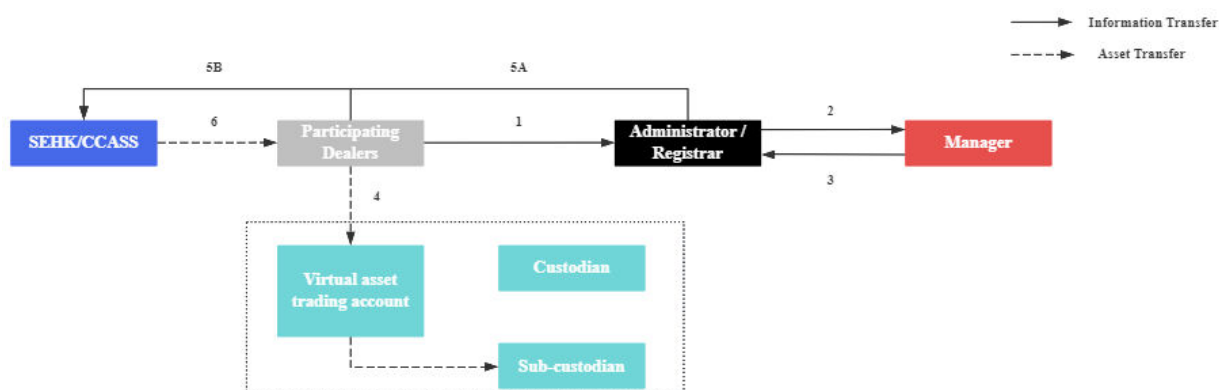 Information Transfer
Asset Transfer
5B
5A
SEHK/CCASS
6
Participating
Dealers
1
Administrator /
Registrar
2
3
Manager
4
Virtual asset
trading account
Custodian
Sub-custodian